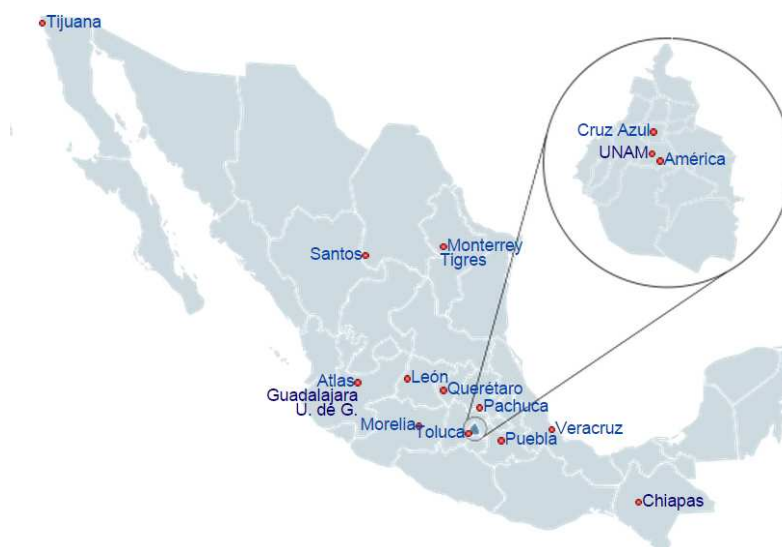 Tijuana
Cruz Azul
UNAM
América
Santos
Monterrey
Tigres
Atlas
Guadalajara
U. de G.
León
Querétaro
Pachuca
Morelia
Toluca
Puebla
Veracruz
Chiapas